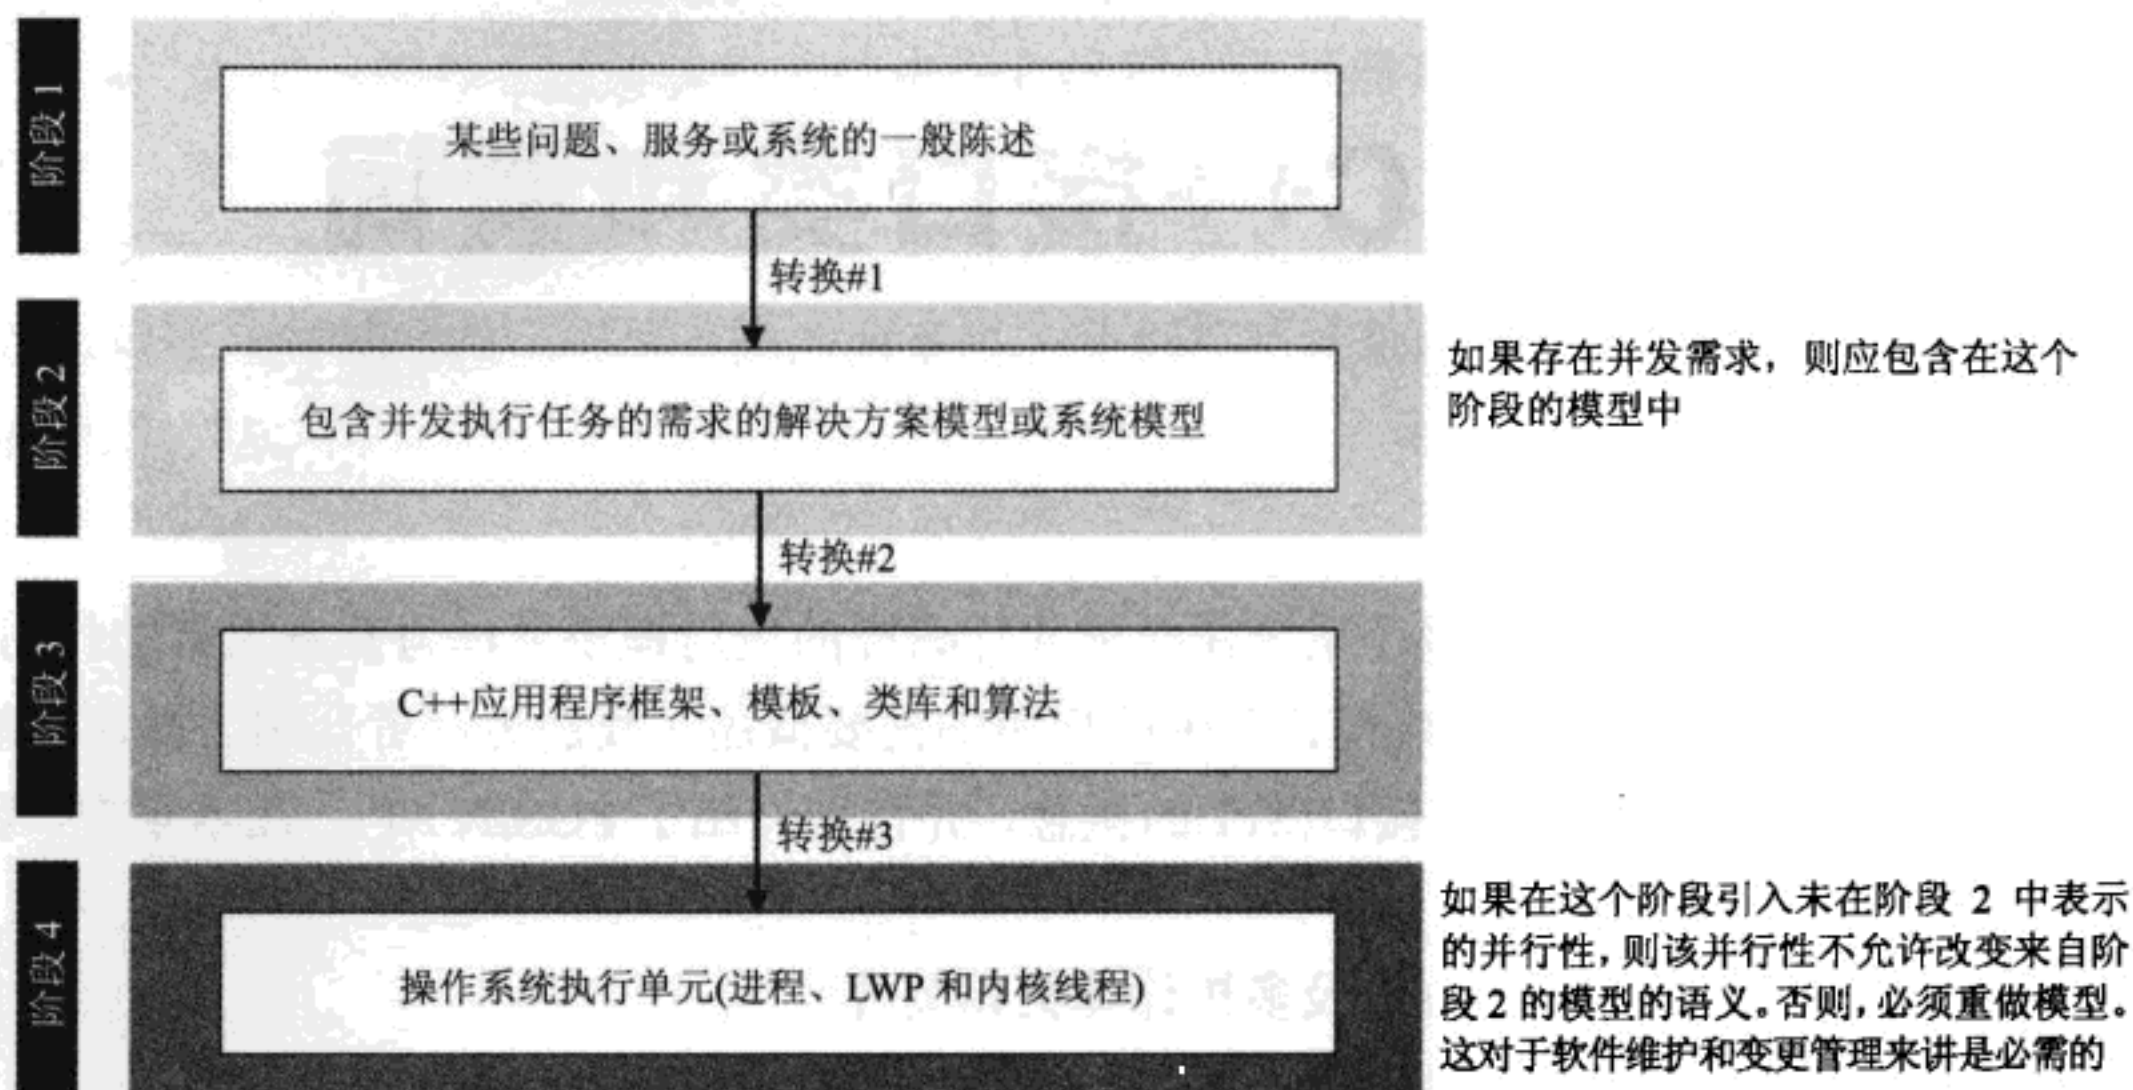 阶段 1
某些问题、服务或系统的一般陈述
转换#1
阶段 2
包含并发执行任务的需求的解决方案模型或系统模型
如果存在并发需求，则应包含在这个
阶段的模型中
转换#2
阶段 3
C++应用程序框架、模板、类库和算法
转换#3
阶段 4
操作系统执行单元(进程、LWP 和内核线程)
如果在这个阶段引入未在阶段 2 中表示
的并行性，则该并行性不允许改变来自阶
段 2 的模型的语义。否则，必须重做模型。
这对于软件维护和变更管理来讲是必需的